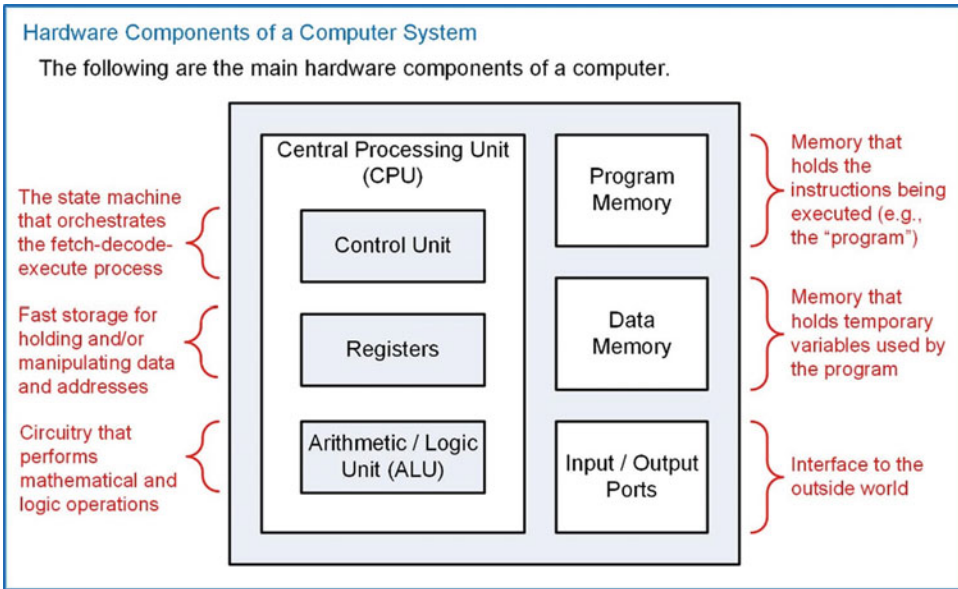 Hardware Components of a Computer System
The following are the main hardware components of a computer.
The state machine
that orchestrates
the fetch-decode-
execute process
Fast storage for
holding and/or
manipulating data
and addresses
Circuitry that
performs
mathematical and
logic operations
Central Processing Unit
(CPU)
Control Unit
Registers
Arithmetic / Logic
Unit (ALU)
Program
Memory
Data
Memory
Input / Output
Ports
Memory that
holds the
instructions being
executed (e.g.,
the “program”)
Memory that
holds temporary
variables used by
the program
Interface to the
outside world